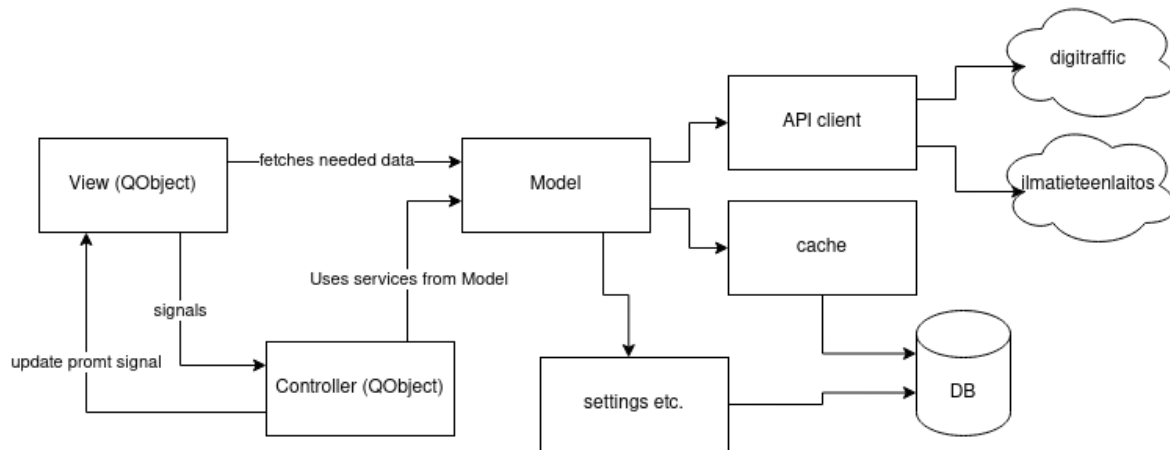 digitraffic
API client
View (QObject)
fetches needed data
Model
ilmatieteenlaitos
cache
Uses services from Model
signals
update promt signal
Controller (QObject)
settings etc.
DB